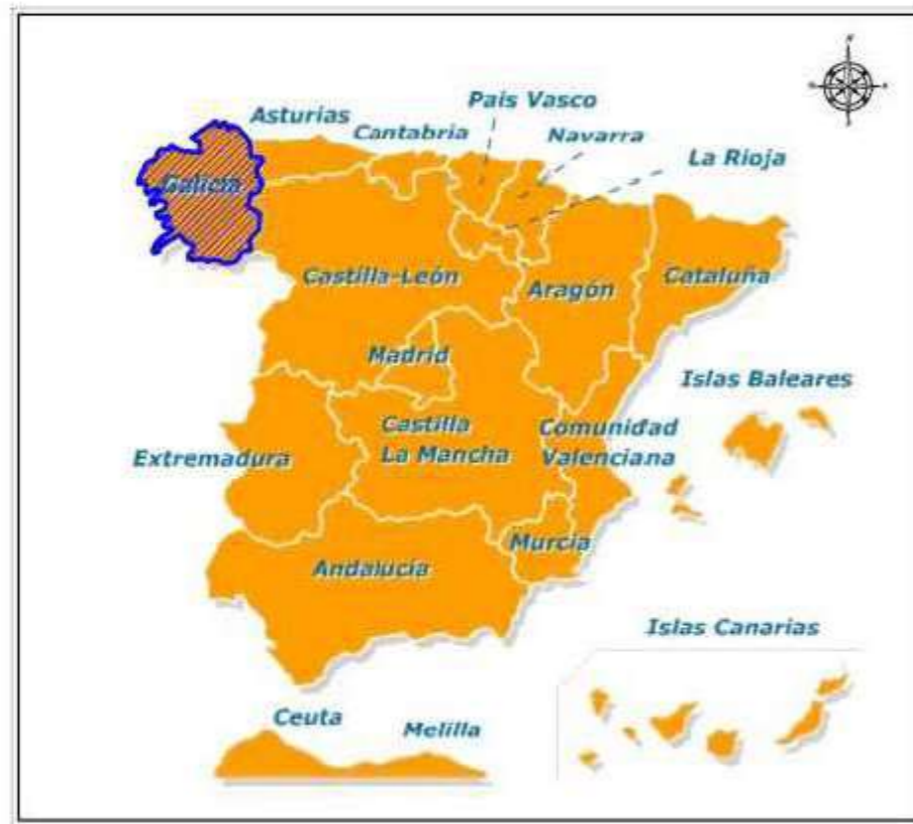 Pais Vasco
Asturias
Cantabria
Navarra
La Rioja
Galicia
Castilla-León
Aragón
Cataluña
Madrid
Islas Baleares
Castilla
La Mancha
Comunidad
Valenciana
Extremadura
Murcia
Andalucía
Islas Canarias
Ceuta
Melilla